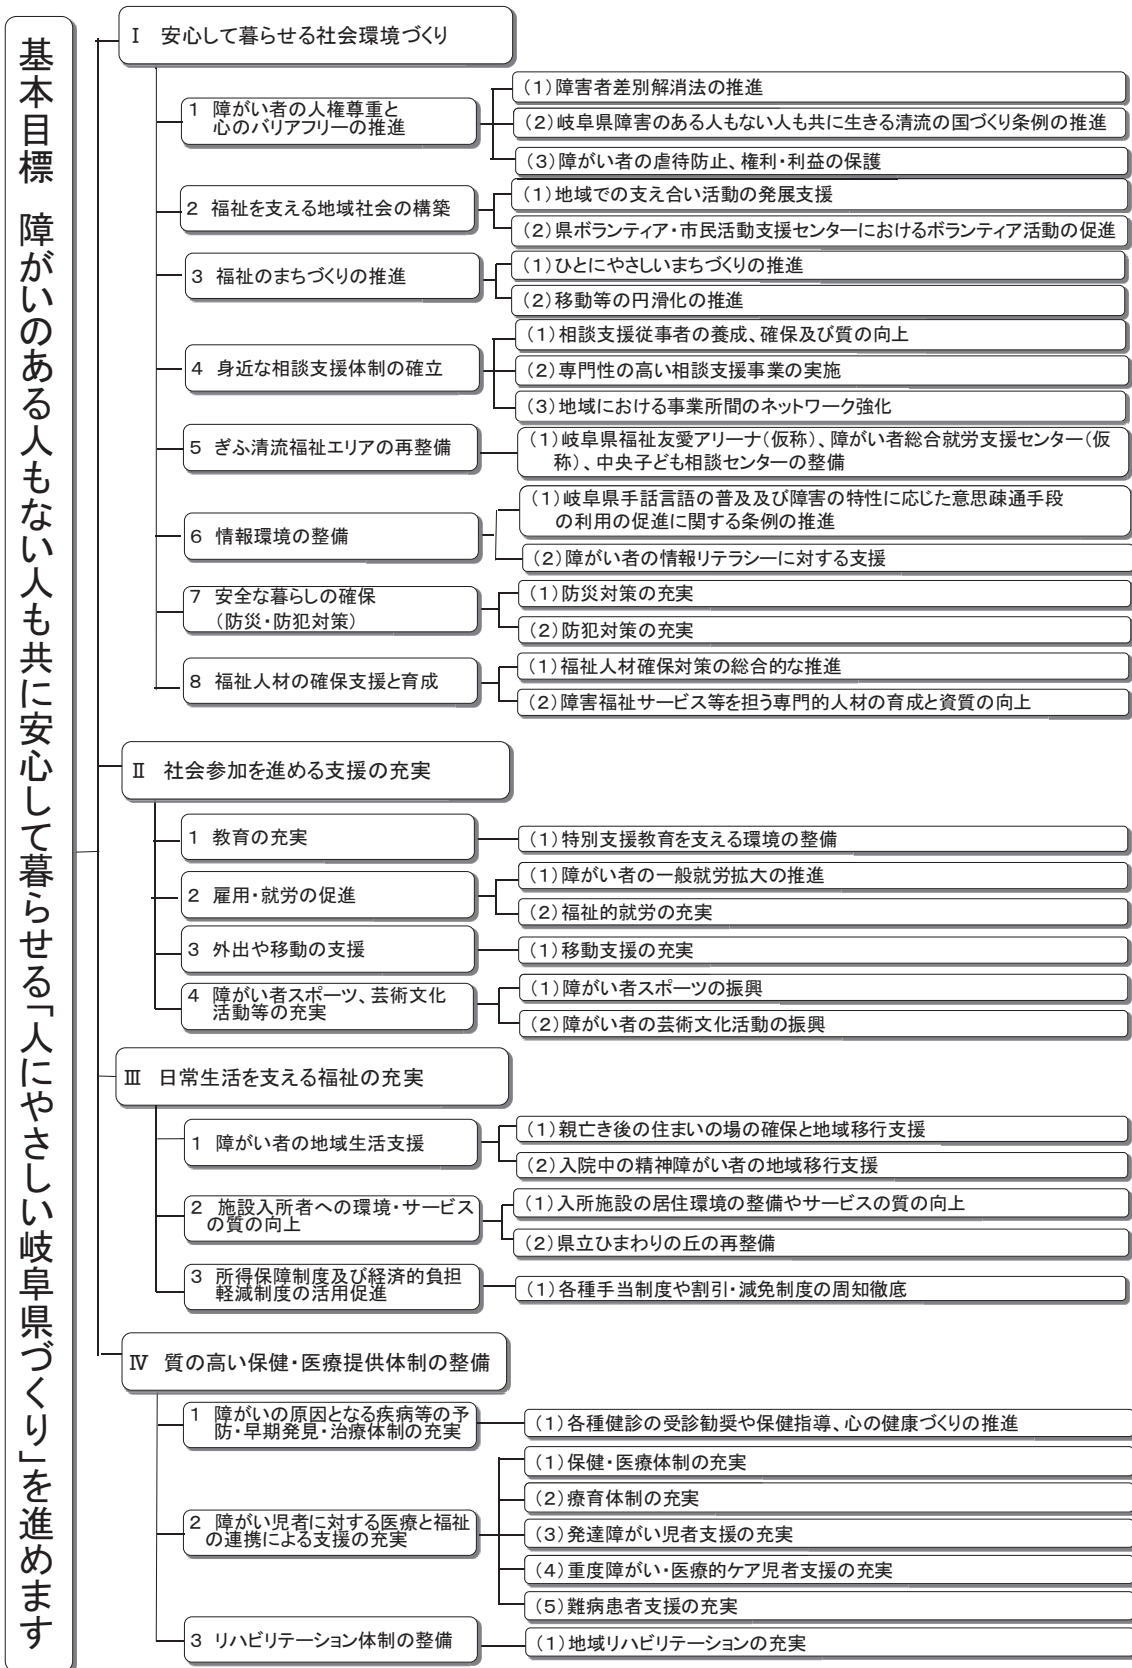 基本目標 障がいのある人もない人も共に安心して暮らせる「人にやさしい岐阜県づくり」を進めます
Ⅰ 安心して暮らせる社会環境づくり
1 障がい者の人権尊重と
心のバリアフリーの推進
(1)障害者差別解消法の推進
(2)岐阜県障害のある人もない人も共に生きる清流の国づくり条例の推進
(3)障がい者の虐待防止、権利・利益の保護
2 福祉を支える地域社会の構築
(1)地域での支え合い活動の発展支援
(2)県ボランティア・市民活動支援センターにおけるボランティア活動の促進
3 福祉のまちづくりの推進
(1)ひとにやさしいまちづくりの推進
(2)移動等の円滑化の推進
4 身近な相談支援体制の確立
(1)相談支援従事者の養成、確保及び質の向上
(2)専門性の高い相談支援事業の実施
(3)地域における事業所間のネットワーク強化
5 ぎふ清流福祉エリアの再整備
(1)岐阜県福祉友愛アリーナ(仮称)、障がい者総合就労支援センター(仮
称)、中央子ども相談センターの整備
6 情報環境の整備
(1)岐阜県手話言語の普及及び障害の特性に応じた意思疎通手段
の利用の促進に関する条例の推進
(2)障がい者の情報リテラシーに対する支援
7 安全な暮らしの確保
(防災・防犯対策)
(1)防災対策の充実
(2)防犯対策の充実
8 福祉人材の確保支援と育成
(1)福祉人材確保対策の総合的な推進
(2)障害福祉サービス等を担う専門的人材の育成と資質の向上
Ⅱ 社会参加を進める支援の充実
1 教育の充実
(1)特別支援教育を支える環境の整備
2 雇用・就労の促進
(1)障がい者の一般就労拡大の推進
(2)福祉的就労の充実
3 外出や移動の支援
(1)移動支援の充実
4 障がい者スポーツ、芸術文化
活動等の充実
(1)障がい者スポーツの振興
(2)障がい者の芸術文化活動の振興
Ⅲ 日常生活を支える福祉の充実
1 障がい者の地域生活支援
(1)親亡き後の住まいの場の確保と地域移行支援
(2)入院中の精神障がい者の地域移行支援
2 施設入所者への環境・サービス
の質の向上
(1)入所施設の居住環境の整備やサービスの質の向上
(2)県立ひまわりの丘の再整備
3 所得保障制度及び経済的負担
軽減制度の活用促進
(1)各種手当制度や割引・減免制度の周知徹底
Ⅳ 質の高い保健・医療提供体制の整備
1 障がいの原因となる疾病等の予
防・早期発見・治療体制の充実
(1)各種健診の受診勧奨や保健指導、心の健康づくりの推進
2 障がい児者に対する医療と福祉
の連携による支援の充実
(1)保健・医療体制の充実
(2)療育体制の充実
(3)発達障がい児者支援の充実
(4)重度障がい・医療的ケア児者支援の充実
(5)難病患者支援の充実
3 リハビリテーション体制の整備
(1)地域リハビリテーションの充実